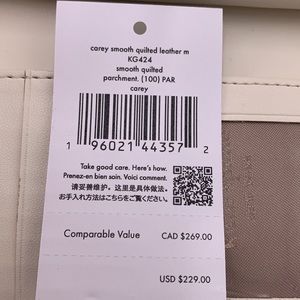 carey smooth quilted leather m
KG424
smooth quilted
parchment. (100) PAR
carey
1 96021 44357 2
Take good care. Here's how.
Prenez-en bien soin. Voici comment.
请妥善维护。这里是具体做法。
お手入れ方法はこちらをご覧ください。
Comparable Value CAD $269.00
USD $229.00